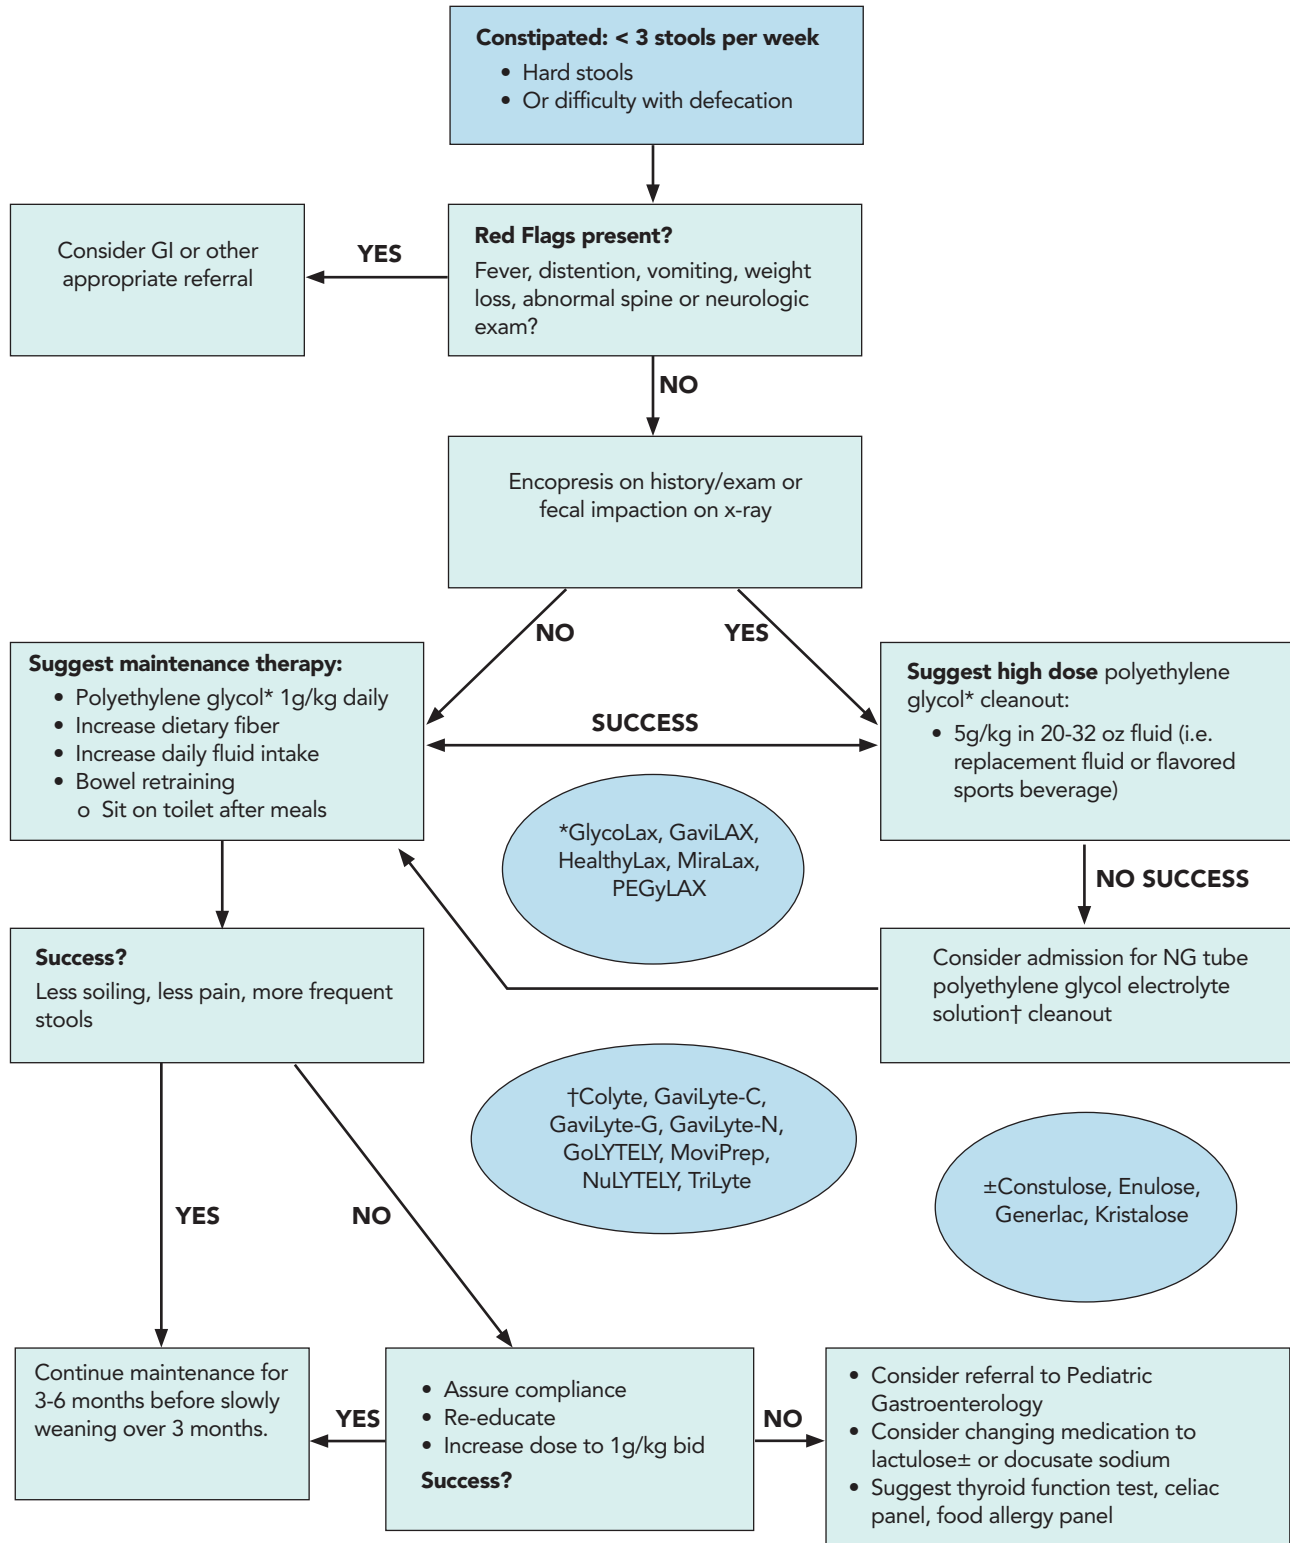 Constipated: < 3 stools per week
• Hard stools
• Or difficulty with defecation
Consider GI or other
appropriate referral
YES
Red Flags present?
Fever, distention, vomiting, weight
loss, abnormal spine or neurologic
exam?
NO
Encopresis on history/exam or
fecal impaction on x-ray
NO
YES
Suggest maintenance therapy:
• Polyethylene glycol* 1g/kg daily
• Increase dietary fiber
• Increase daily fluid intake
• Bowel retraining
o Sit on toilet after meals
SUCCESS
Suggest high dose polyethylene
glycol* cleanout:
• 5g/kg in 20-32 oz fluid (i.e.
replacement fluid or flavored
sports beverage)
*GlycoLax, GaviLAX,
HealthyLax, MiraLax,
PEGyLAX
NO SUCCESS
Success?
Less soiling, less pain, more frequent
stools
Consider admission for NG tube
polyethylene glycol electrolyte
solution† cleanout
†Colyte, GaviLyte-C,
GaviLyte-G, GaviLyte-N,
GoLYTELY, MoviPrep,
NuLYTELY, TriLyte
±Constulose, Enulose,
Generlac, Kristalose
YES
NO
Continue maintenance for
3-6 months before slowly
weaning over 3 months.
YES
• Assure compliance
• Re-educate
• Increase dose to 1g/kg bid
Success?
NO
• Consider referral to Pediatric
Gastroenterology
• Consider changing medication to
lactulose± or docusate sodium
• Suggest thyroid function test, celiac
panel, food allergy panel